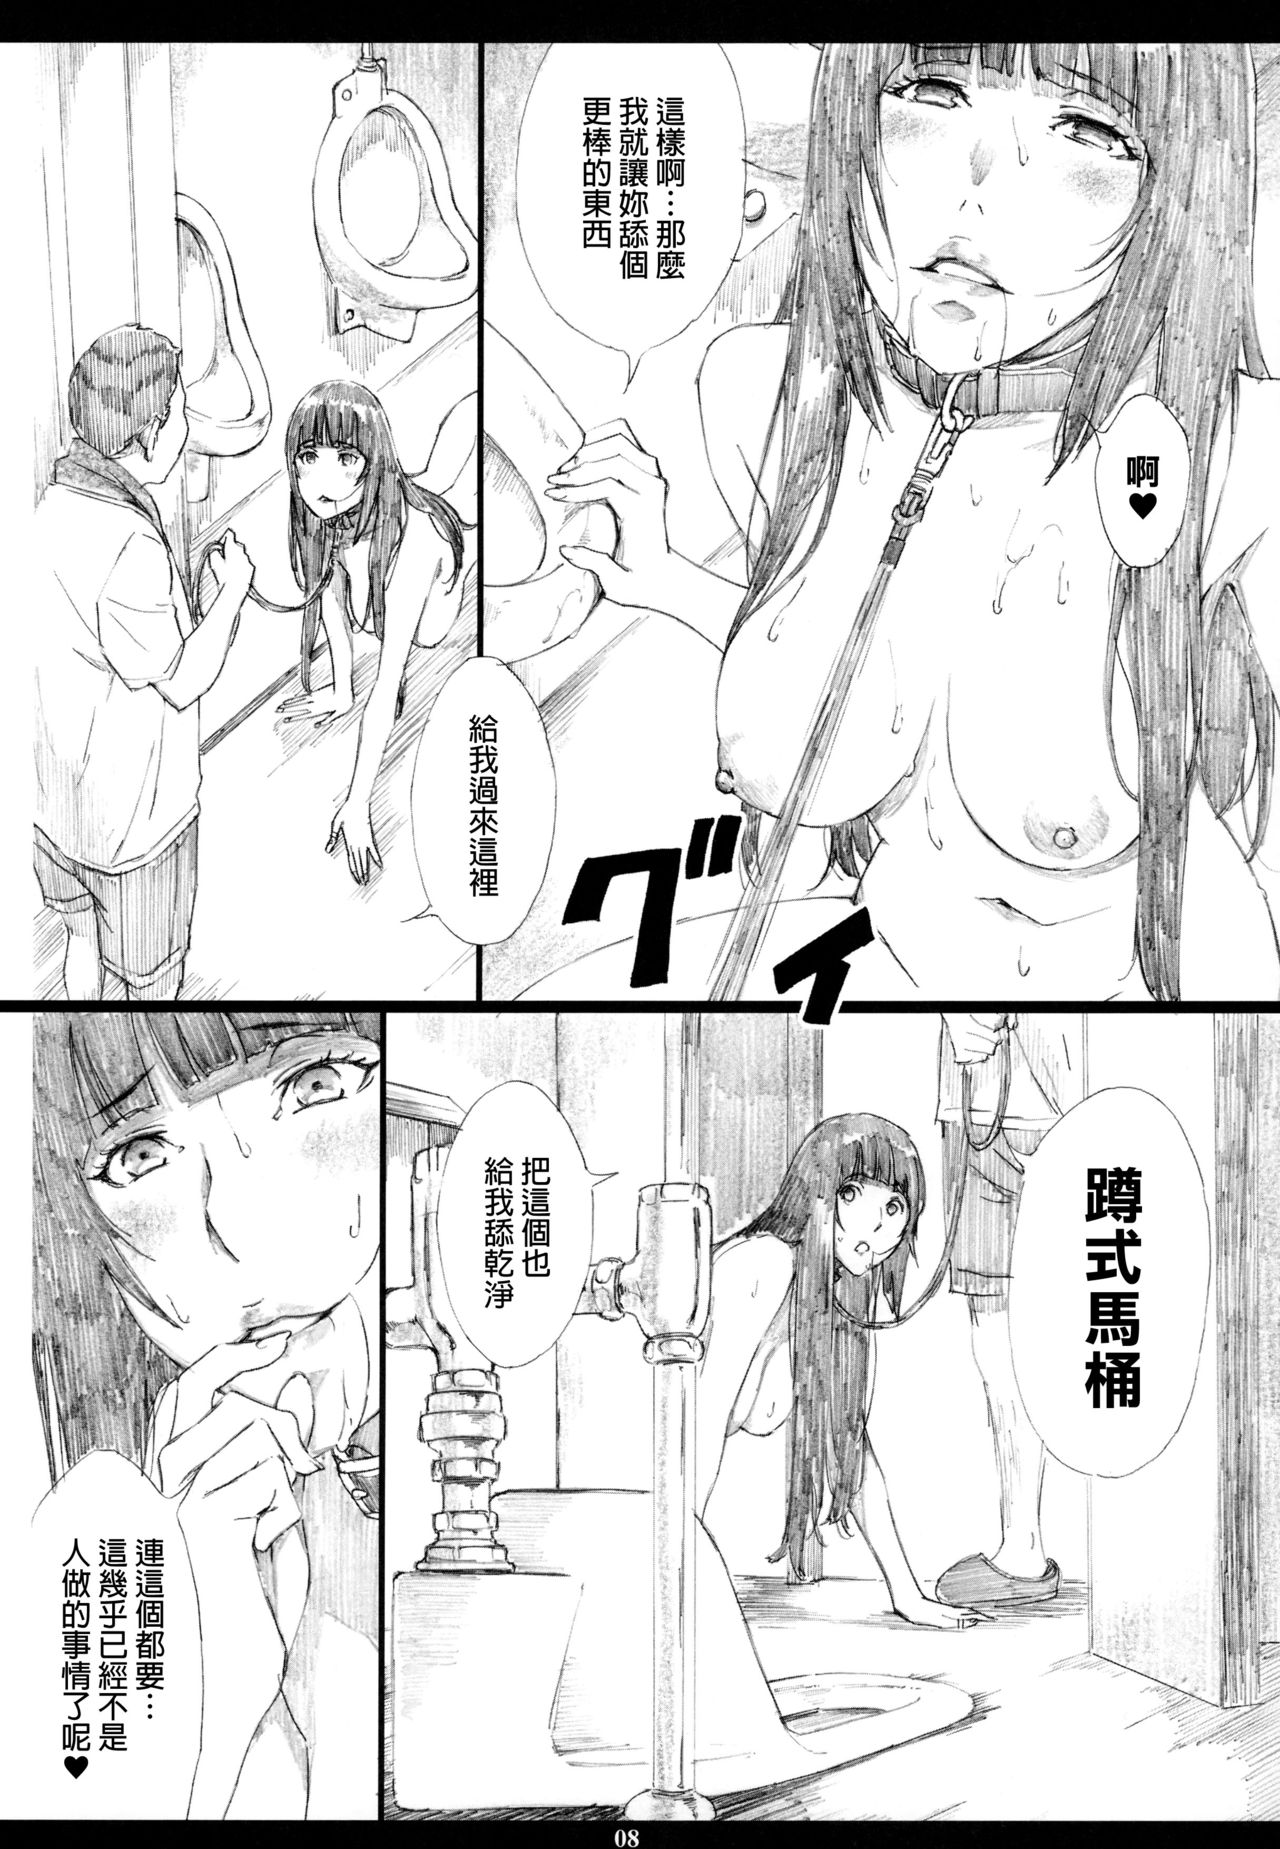 這樣啊…那麼
我就讓妳舔個
更棒的東西
啊♥
グイ
給我過來這裡
蹲式馬桶
把這個也
給我舔乾淨
連這個都要…
這幾乎已經不是
人做的事情了呢♥
08